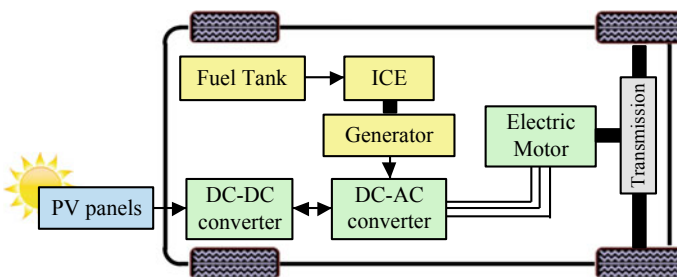 Fuel Tank
ICE
Generator
Electric
Motor
Transmission
PV panels
DC-DC
converter
DC-AC
converter